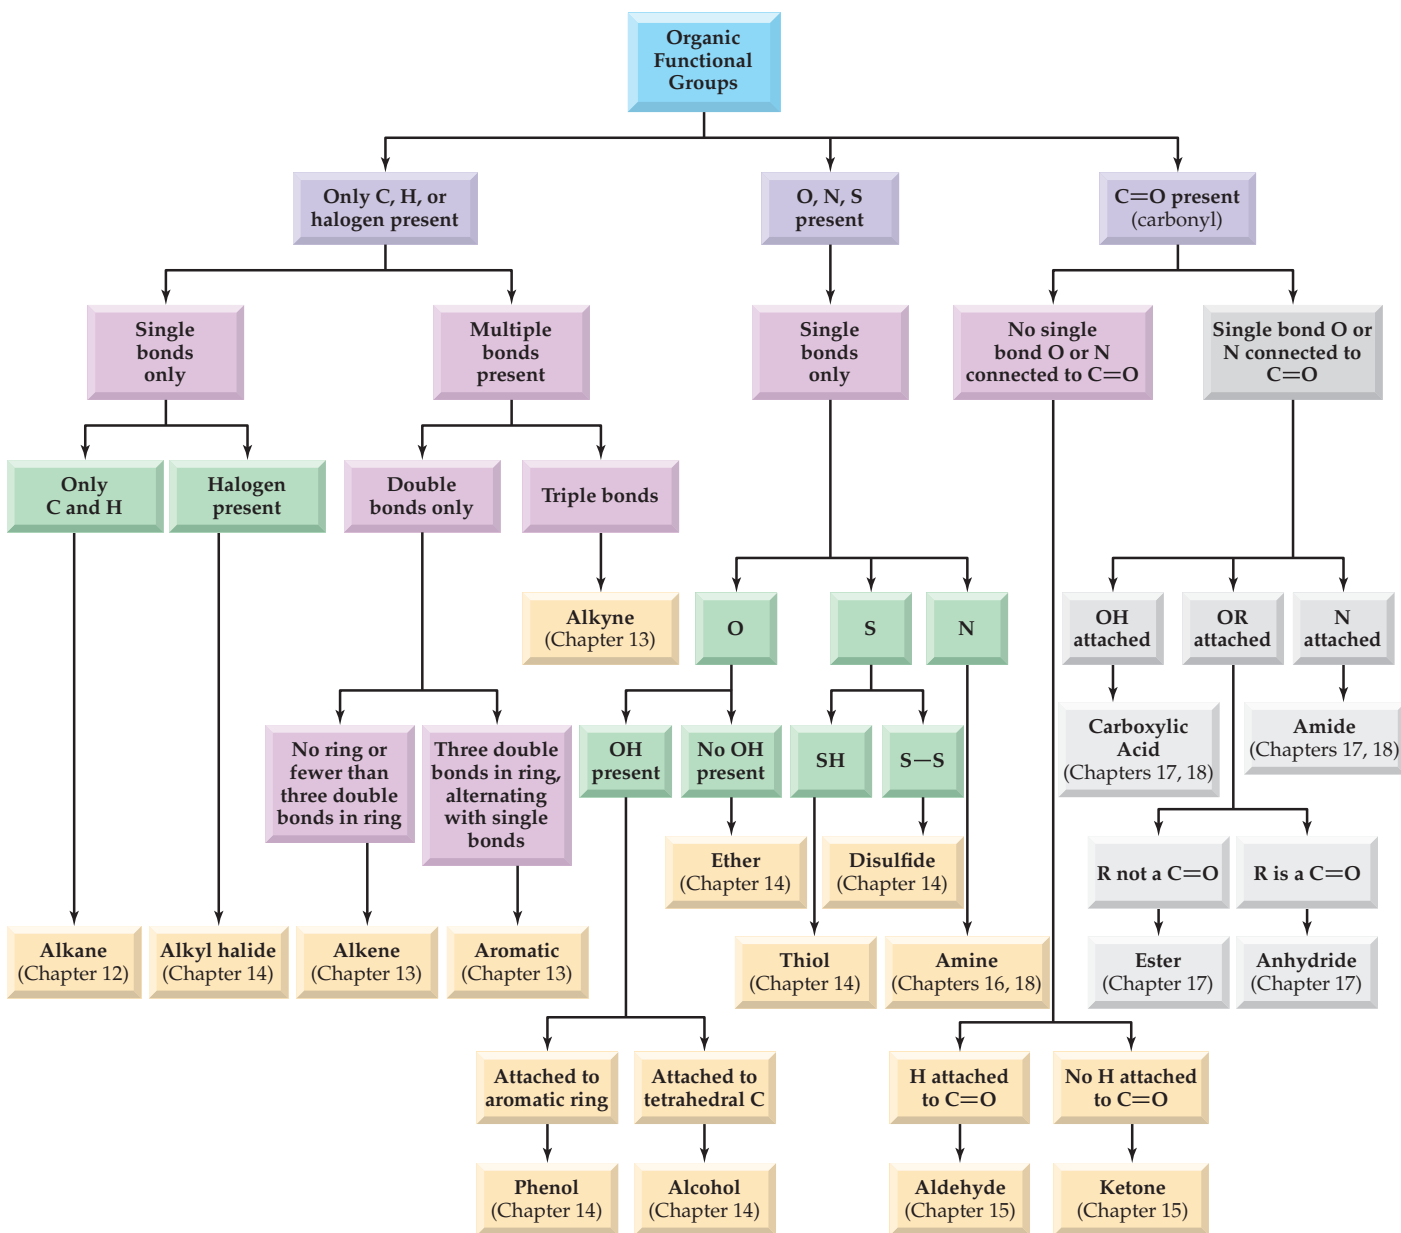 Organic
Functional
Groups
Only C, H, or
halogen present
O, N, S
present
C=O present
(carbonyl)
Single
bonds
only
Multiple
bonds
present
Single
bonds
only
No single
bond O or N
connected to C=O
Single bond O or
N connected to
C=O
Only
C and H
Halogen
present
Double
bonds only
Triple bonds
Alkyne
(Chapter 13)
O
S
N
OH
attached
OR
attached
N
attached
No ring or
fewer than
three double
bonds in ring
Three double
bonds in ring,
alternating
with single
bonds
OH
present
No OH
present
SH
S—S
Carboxylic
Acid
(Chapters 17, 18)
Amide
(Chapters 17, 18)
Ether
(Chapter 14)
Disulfide
(Chapter 14)
R not a C=O
R is a C=O
Alkane
(Chapter 12)
Alkyl halide
(Chapter 14)
Alkene
(Chapter 13)
Aromatic
(Chapter 13)
Thiol
(Chapter 14)
Amine
(Chapters 16, 18)
Ester
(Chapter 17)
Anhydride
(Chapter 17)
Attached to
aromatic ring
Attached to
tetrahedral C
H attached
to C=O
No H attached
to C=O
Phenol
(Chapter 14)
Alcohol
(Chapter 14)
Aldehyde
(Chapter 15)
Ketone
(Chapter 15)